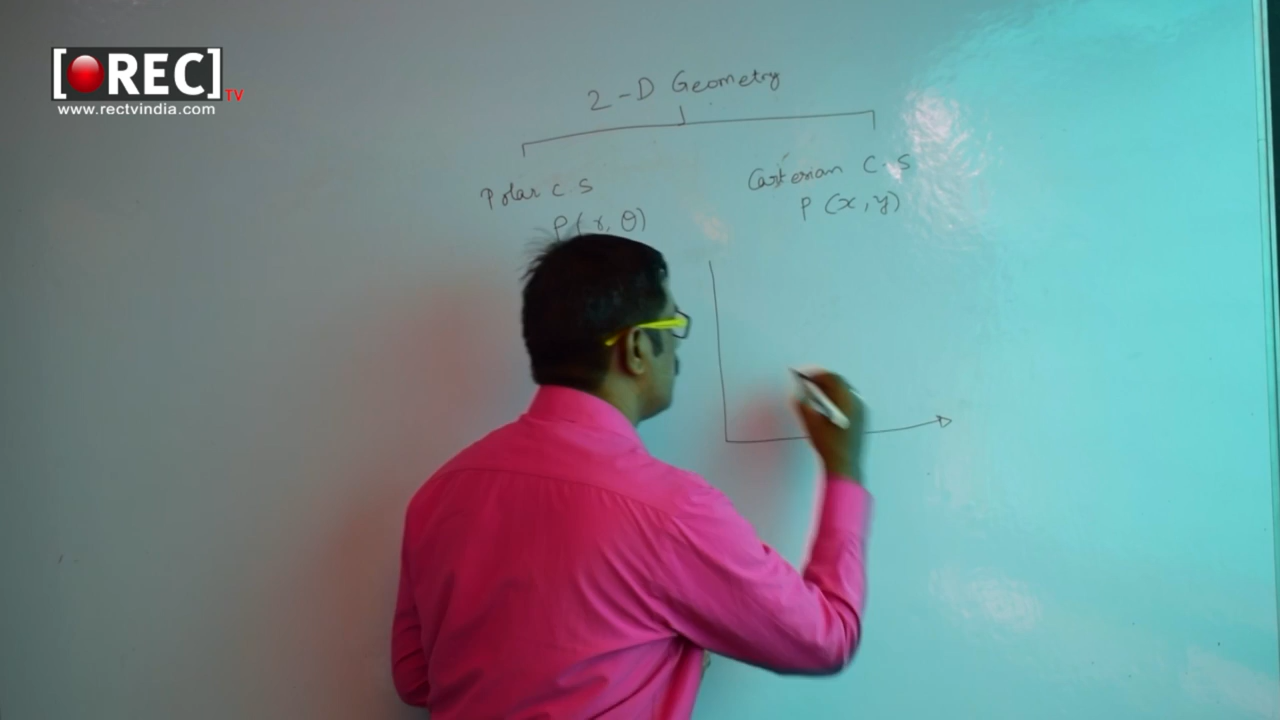 [REC]TV
www.rectvindia.com
2-D Geometry
Polar C.S
P(r, θ)
Cartesian C.S
P (x, y)